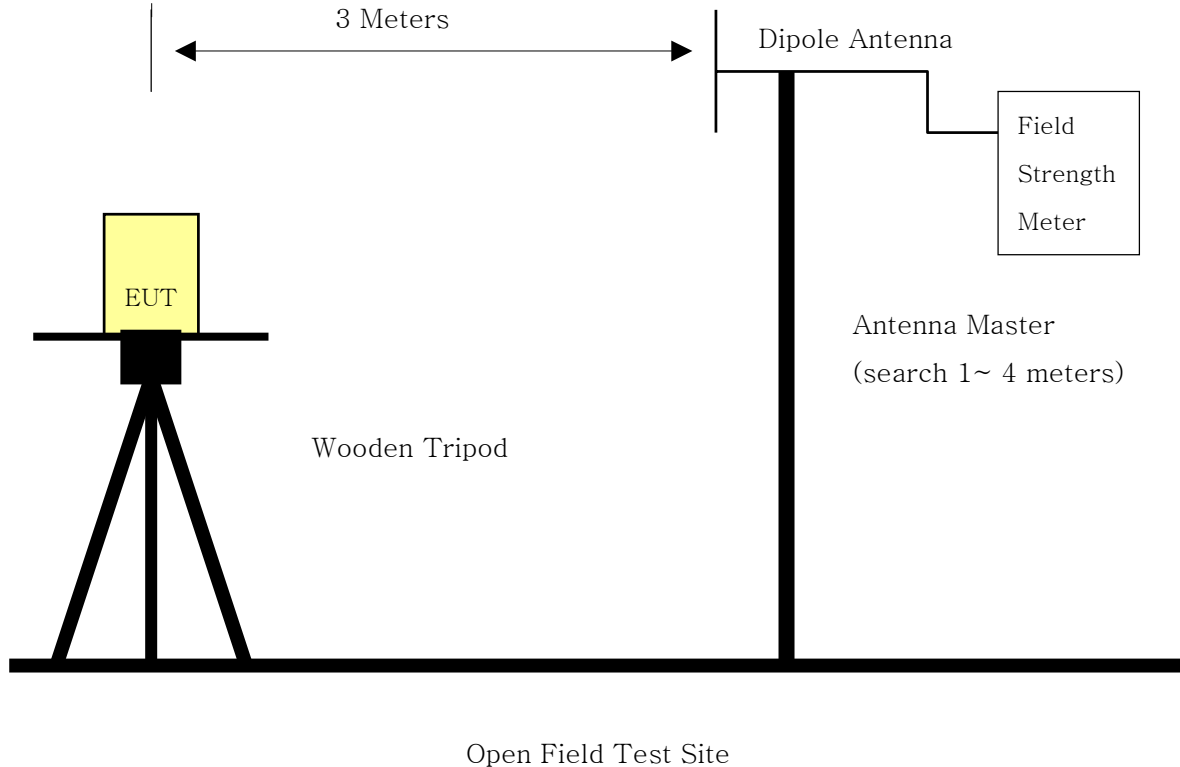 3 Meters
Dipole Antenna
Field
Strength
Meter
EUT
Antenna Master
(search 1~ 4 meters)
Wooden Tripod
Open Field Test Site